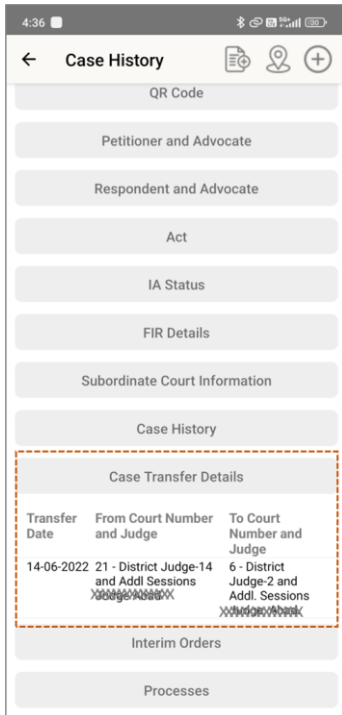 4:36
30
Case History
QR Code
Petitioner and Advocate
Respondent and Advocate
Act
IA Status
FIR Details
Subordinate Court Information
Case History
Case Transfer Details
Transfer Date
From Court Number and Judge
To Court Number and Judge
14-06-2022
21 - District Judge-14
and Addl Sessions
6 - District
Judge-2 and
Addl. Sessions
Interim Orders
Processes